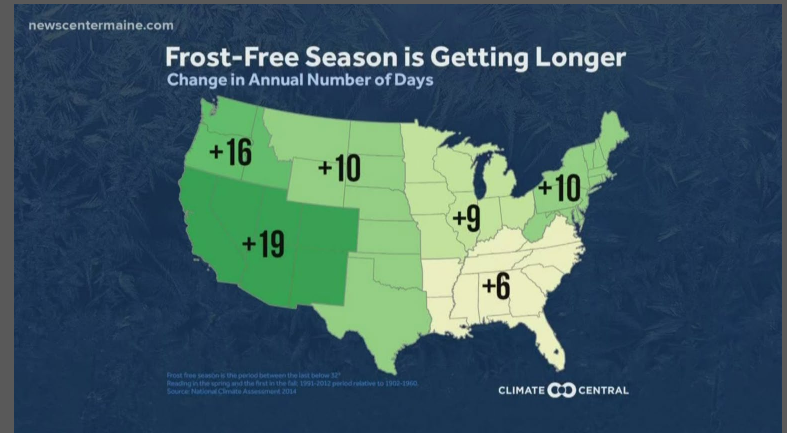 newscentermaine.com
Frost-Free Season is Getting Longer
Change in Annual Number of Days
+16
+10
+10
+9
+19
+6
Frost free season is the period between the last below 32°
Reading in the spring and the first in the fall; 1991-2012 period relative to 1902-1960.
Source: National Climate Assessment 2014
CLIMATE CENTRAL